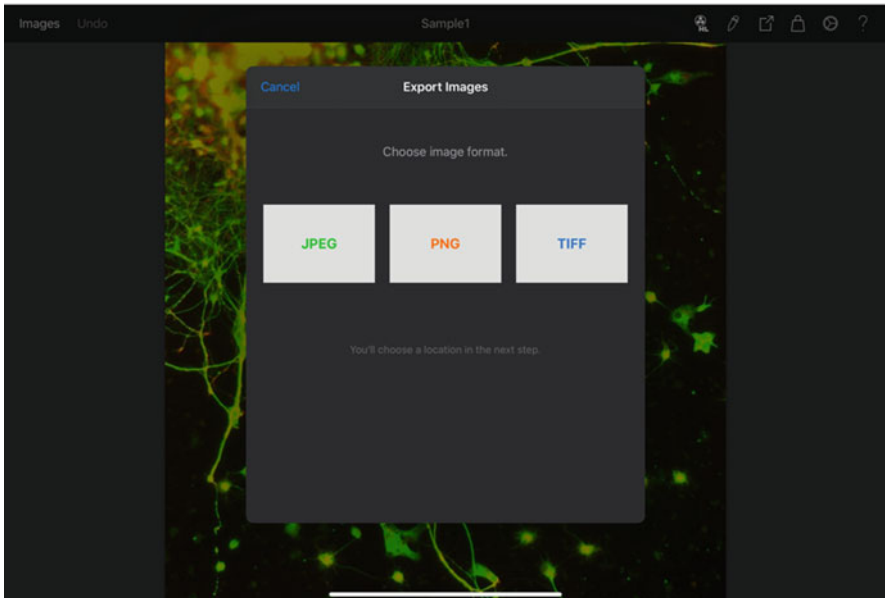 Images Undo Sample1 ML ?
Cancel Export Images
Choose image format.
JPEG PNG TIFF
You'll choose a location in the next step.